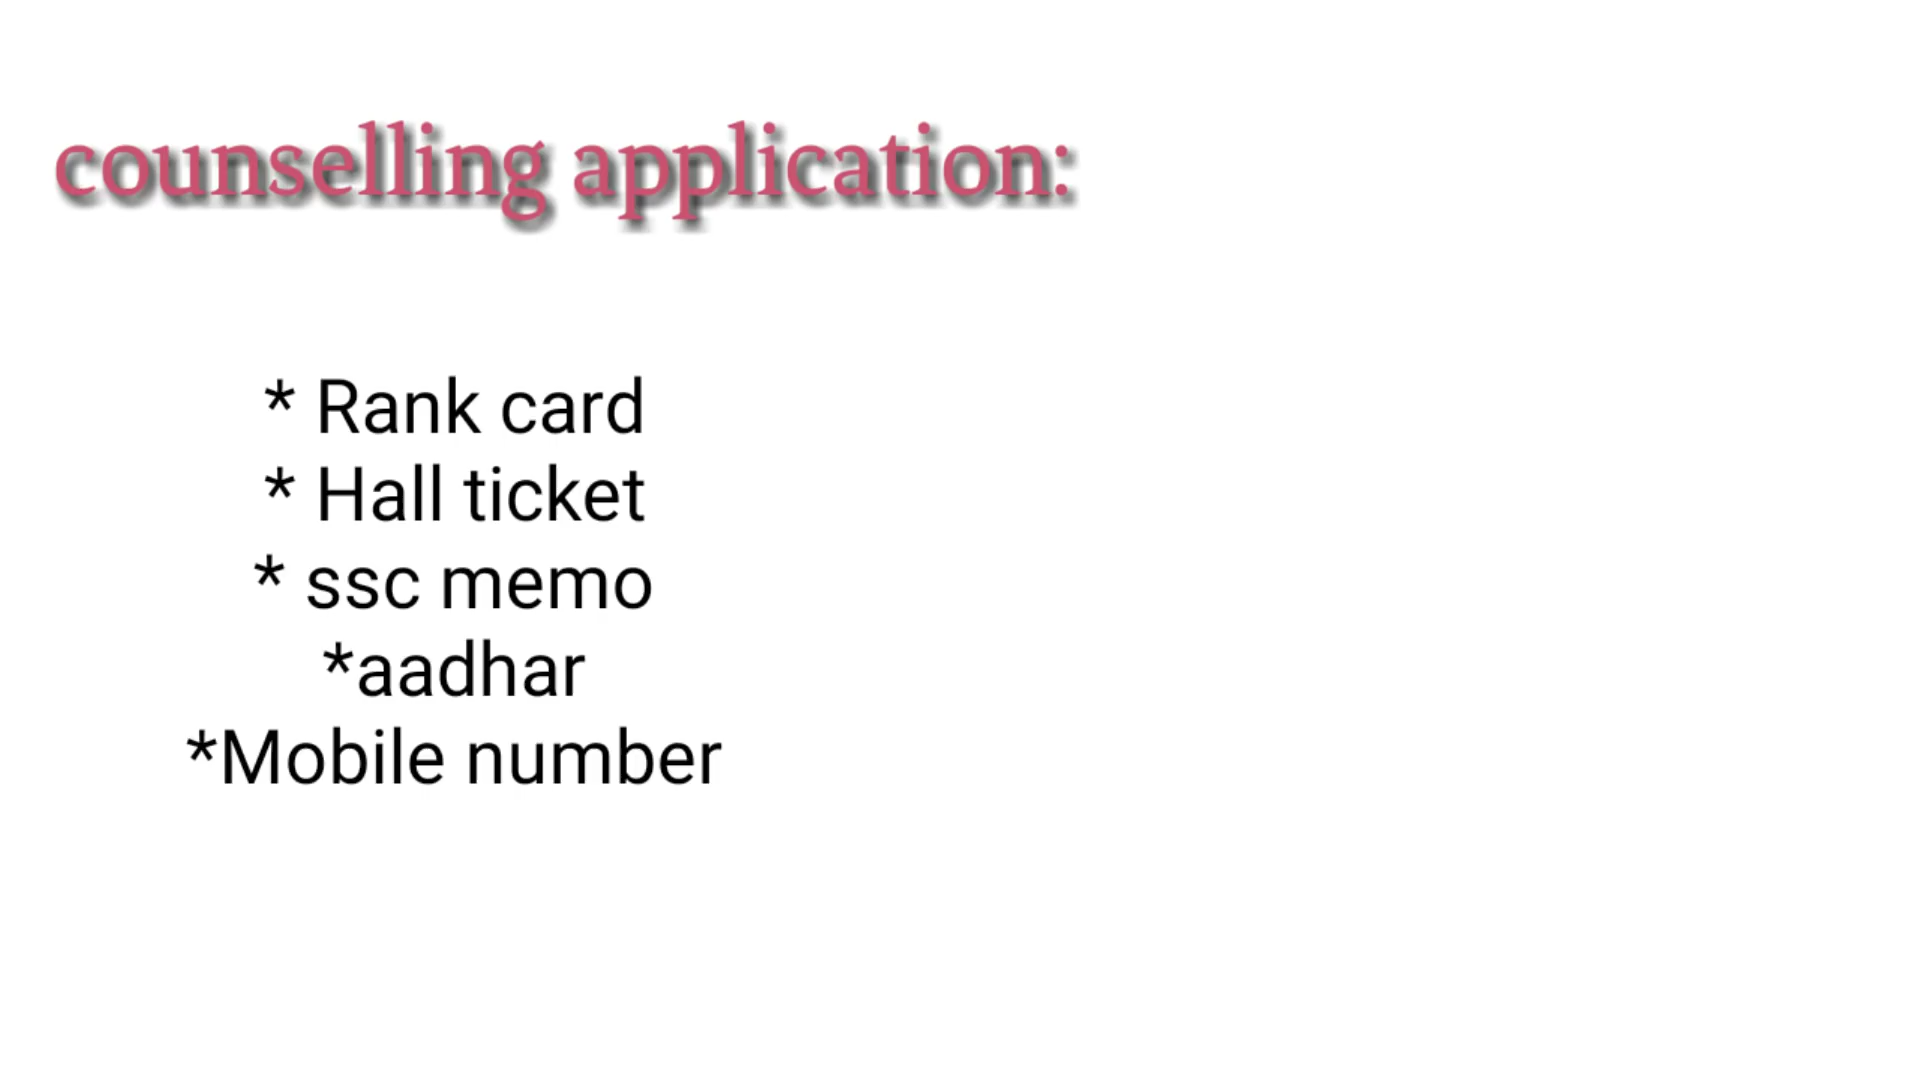 counselling application:
* Rank card
* Hall ticket
* ssc memo
*aadhar
*Mobile number